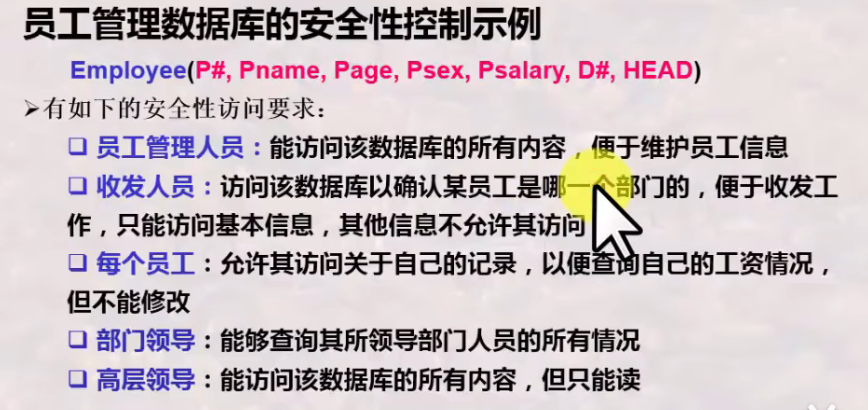 员工管理数据库的安全性控制示例
Employee(P#, Pname, Page, Psex, Psalary, D#, HEAD)
➢有如下的安全性访问要求：
❑ 员工管理人员：能访问该数据库的所有内容，便于维护员工信息
❑ 收发人员：访问该数据库以确认某员工是哪一个部门的，便于收发工
作，只能访问基本信息，其他信息不允许其访问
❑ 每个员工：允许其访问关于自己的记录，以便查询自己的工资情况，
但不能修改
❑ 部门领导：能够查询其所领导部门人员的所有情况
❑ 高层领导：能访问该数据库的所有内容，但只能读